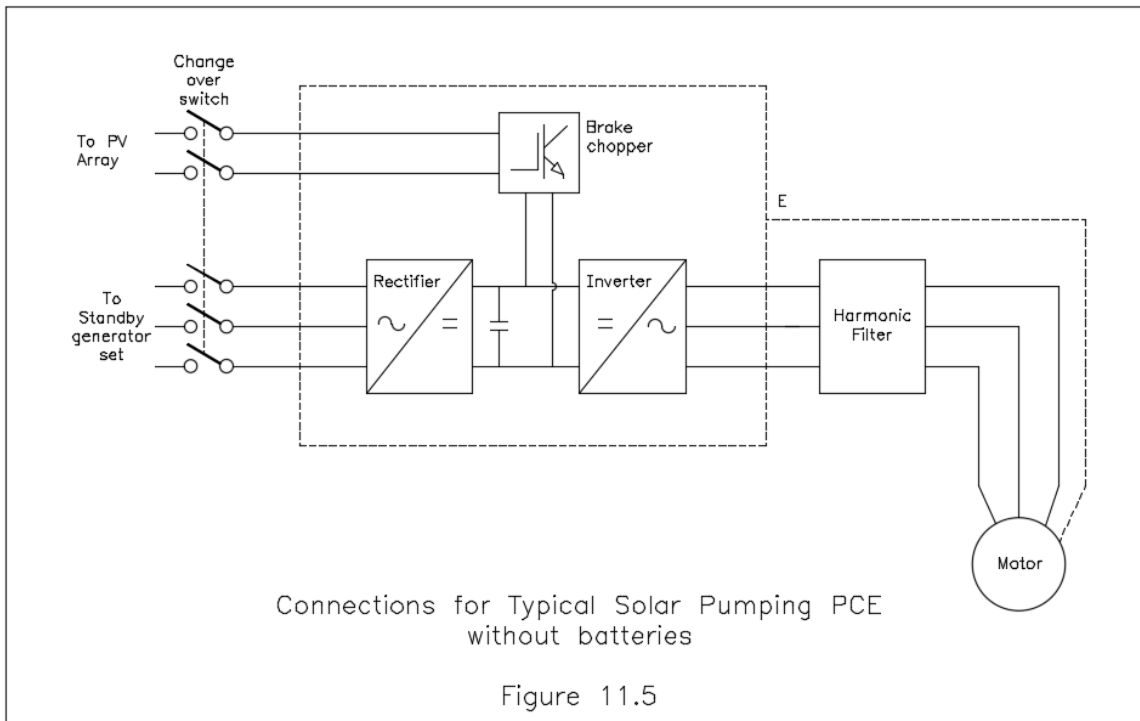 Change
over
switch
To PV
Array
Brake
chopper
E
To
Standby
generator
set
Rectifier
Inverter
Harmonic
Filter
Motor
Connections for Typical Solar Pumping PCE
without batteries
Figure 11.5